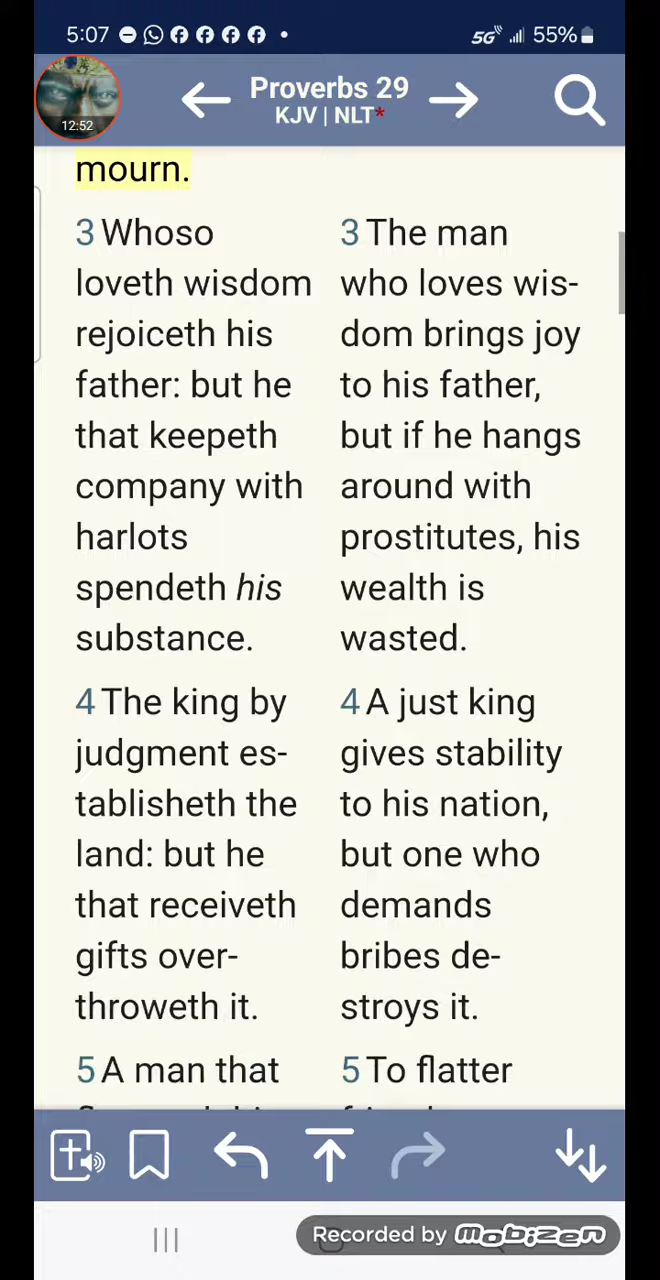 5:07
5G
55%
12:52
Proverbs 29
KJV | NLT*
mourn.
3 Whoso
loveth wisdom
rejoiceth his
father: but he
that keepeth
company with
harlots
spendeth his
substance.
4 The king by
judgment es-
tablisheth the
land: but he
that receiveth
gifts over-
throweth it.
5 A man that
3 The man
who loves wis-
dom brings joy
to his father,
but if he hangs
around with
prostitutes, his
wealth is
wasted.
4 A just king
gives stability
to his nation,
but one who
demands
bribes de-
stroys it.
5 To flatter
Recorded by mobizen